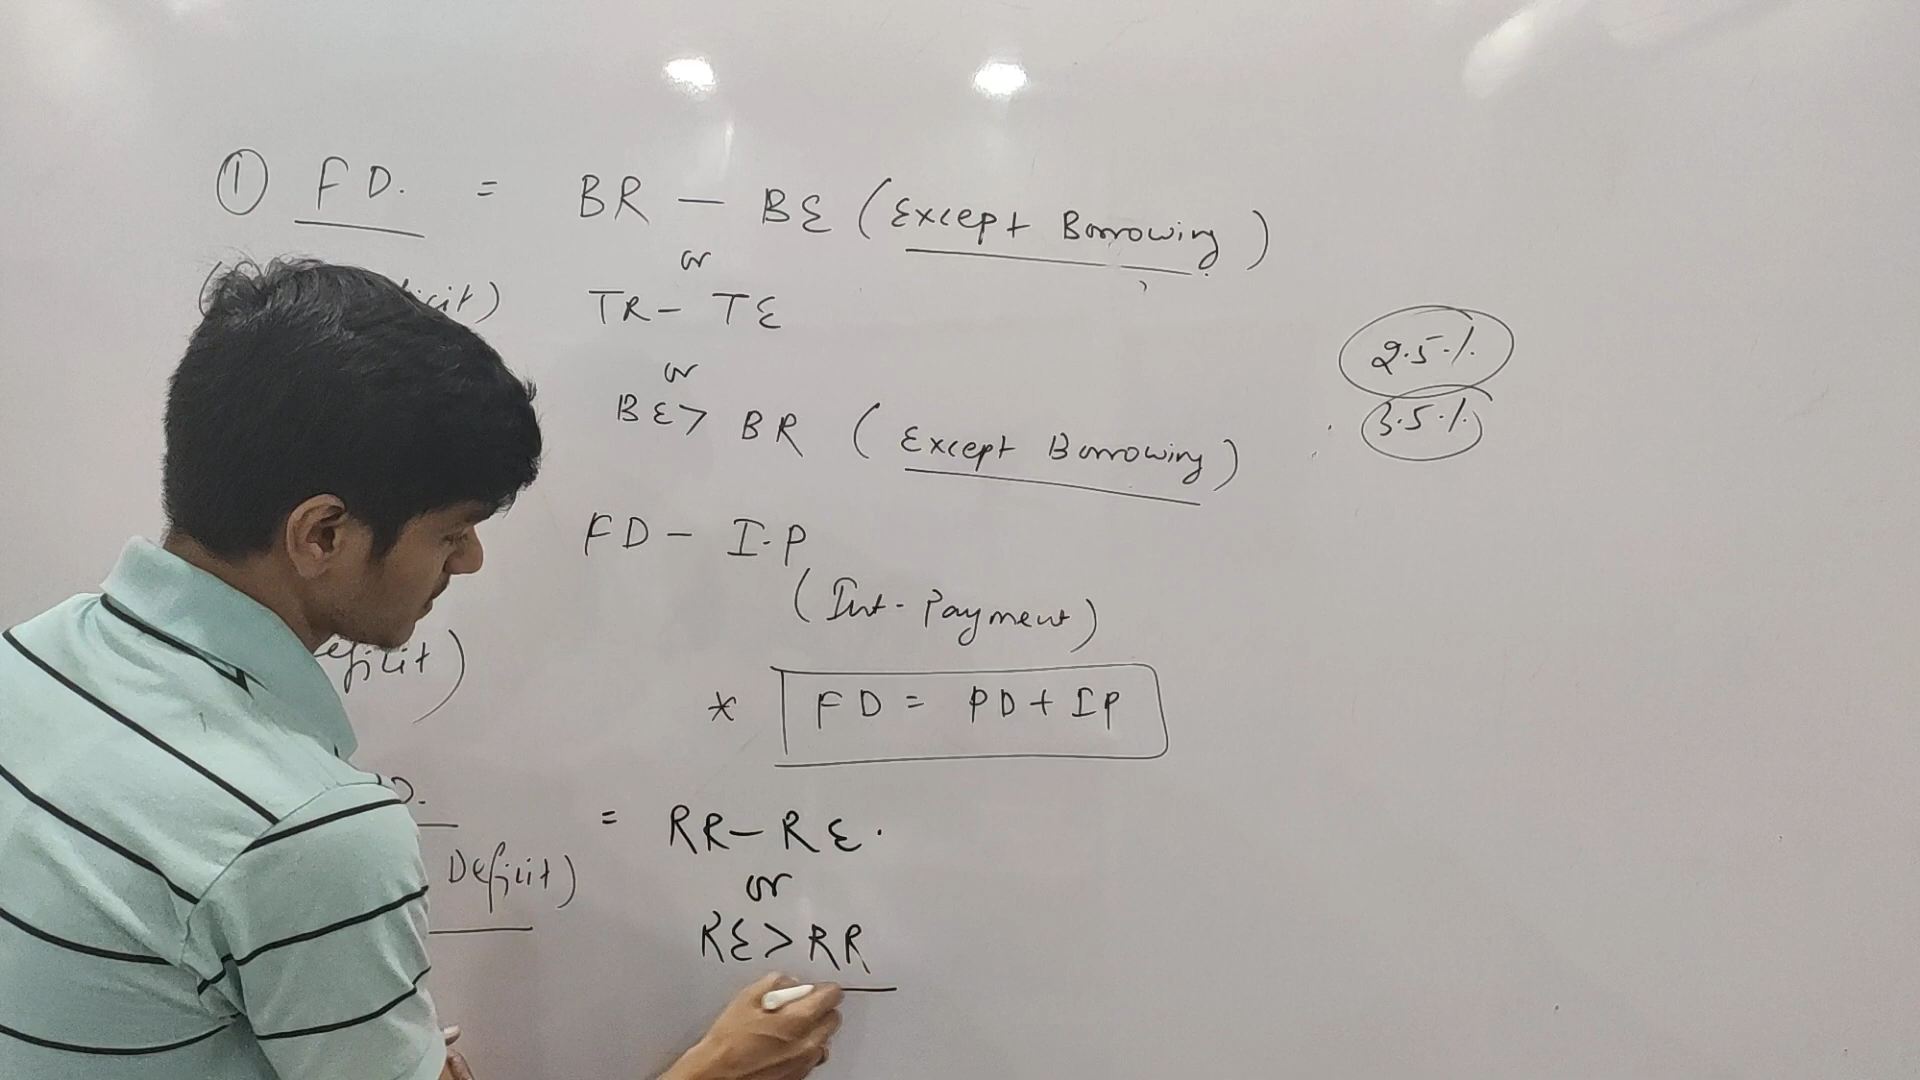 ① F D. = BR — BE (Except Borrowing)
or
TR – TE
or
BE > BR (Except Borrowing)
2.5%
3.5%
FD – I.P
(Int. Payment)
* FD = PD + IP
D.
= RR – RE.
Deficit)
or
RE > RR